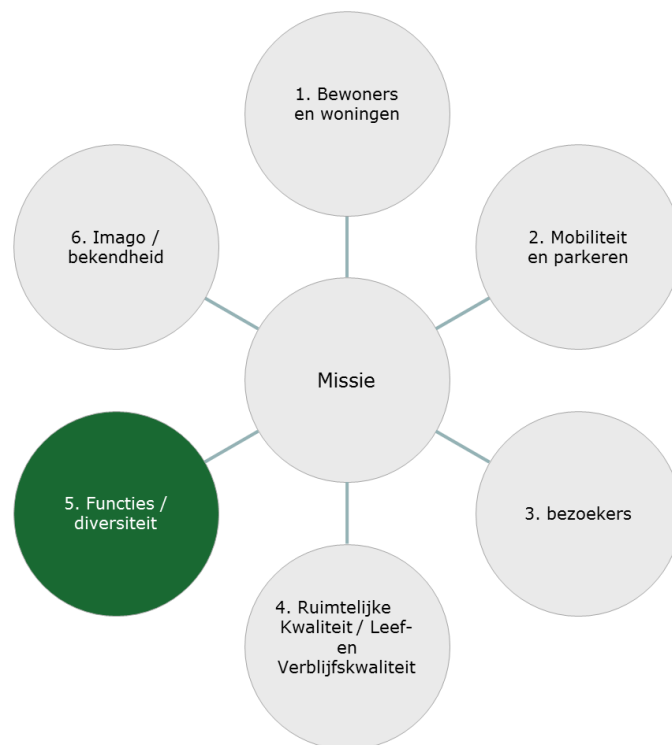 1. Bewoners
en woningen
2. Mobiliteit
en parkeren
3. bezoekers
4. Ruimtelijke
Kwaliteit / Leef-
en
Verblijfskwaliteit
5. Functies /
diversiteit
6. Imago /
bekendheid
Missie